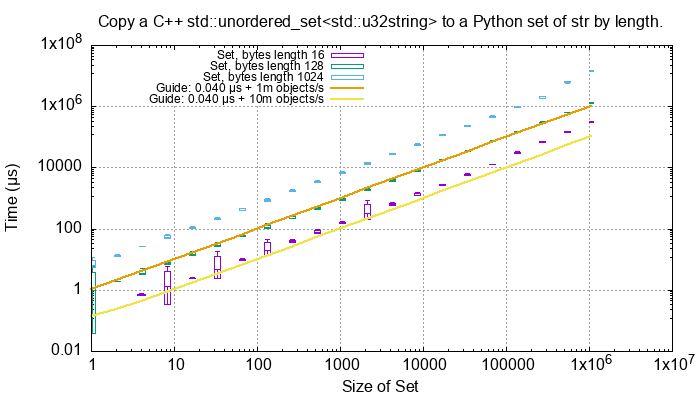 Copy a C++ std::unordered_set<std::u32string> to a Python set of str by length.
1x10^8
Set, bytes length 16
Set, bytes length 128
Set, bytes length 1024
Guide: 0.040 µs + 1m objects/s
Guide: 0.040 µs + 10m objects/s
1x10^6
10000
Time (µs)
100
1
0.01
1 10 100 1000 10000 100000 1x10^6 1x10^7
Size of Set